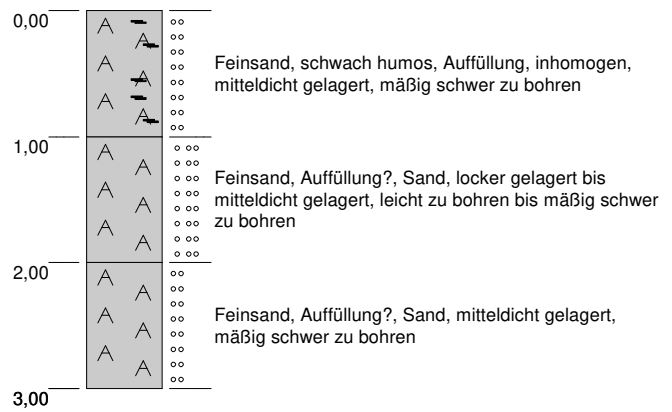 0,00
Feinsand, schwach humos, Auffüllung, inhomogen,
mitteldicht gelagert, mäßig schwer zu bohren
1,00
Feinsand, Auffüllung?, Sand, locker gelagert bis
mitteldicht gelagert, leicht zu bohren bis mäßig schwer
zu bohren
2,00
Feinsand, Auffüllung?, Sand, mitteldicht gelagert,
mäßig schwer zu bohren
3,00